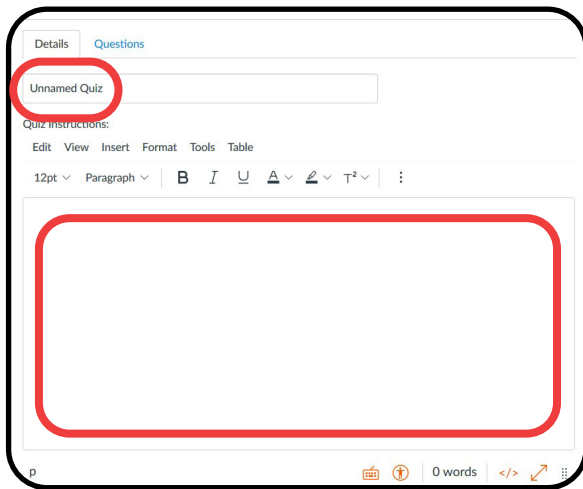 Details Questions
Unnamed Quiz
Quiz Instructions:
Edit View Insert Format Tools Table
12pt Paragraph B I U A T²
p 0 words </>